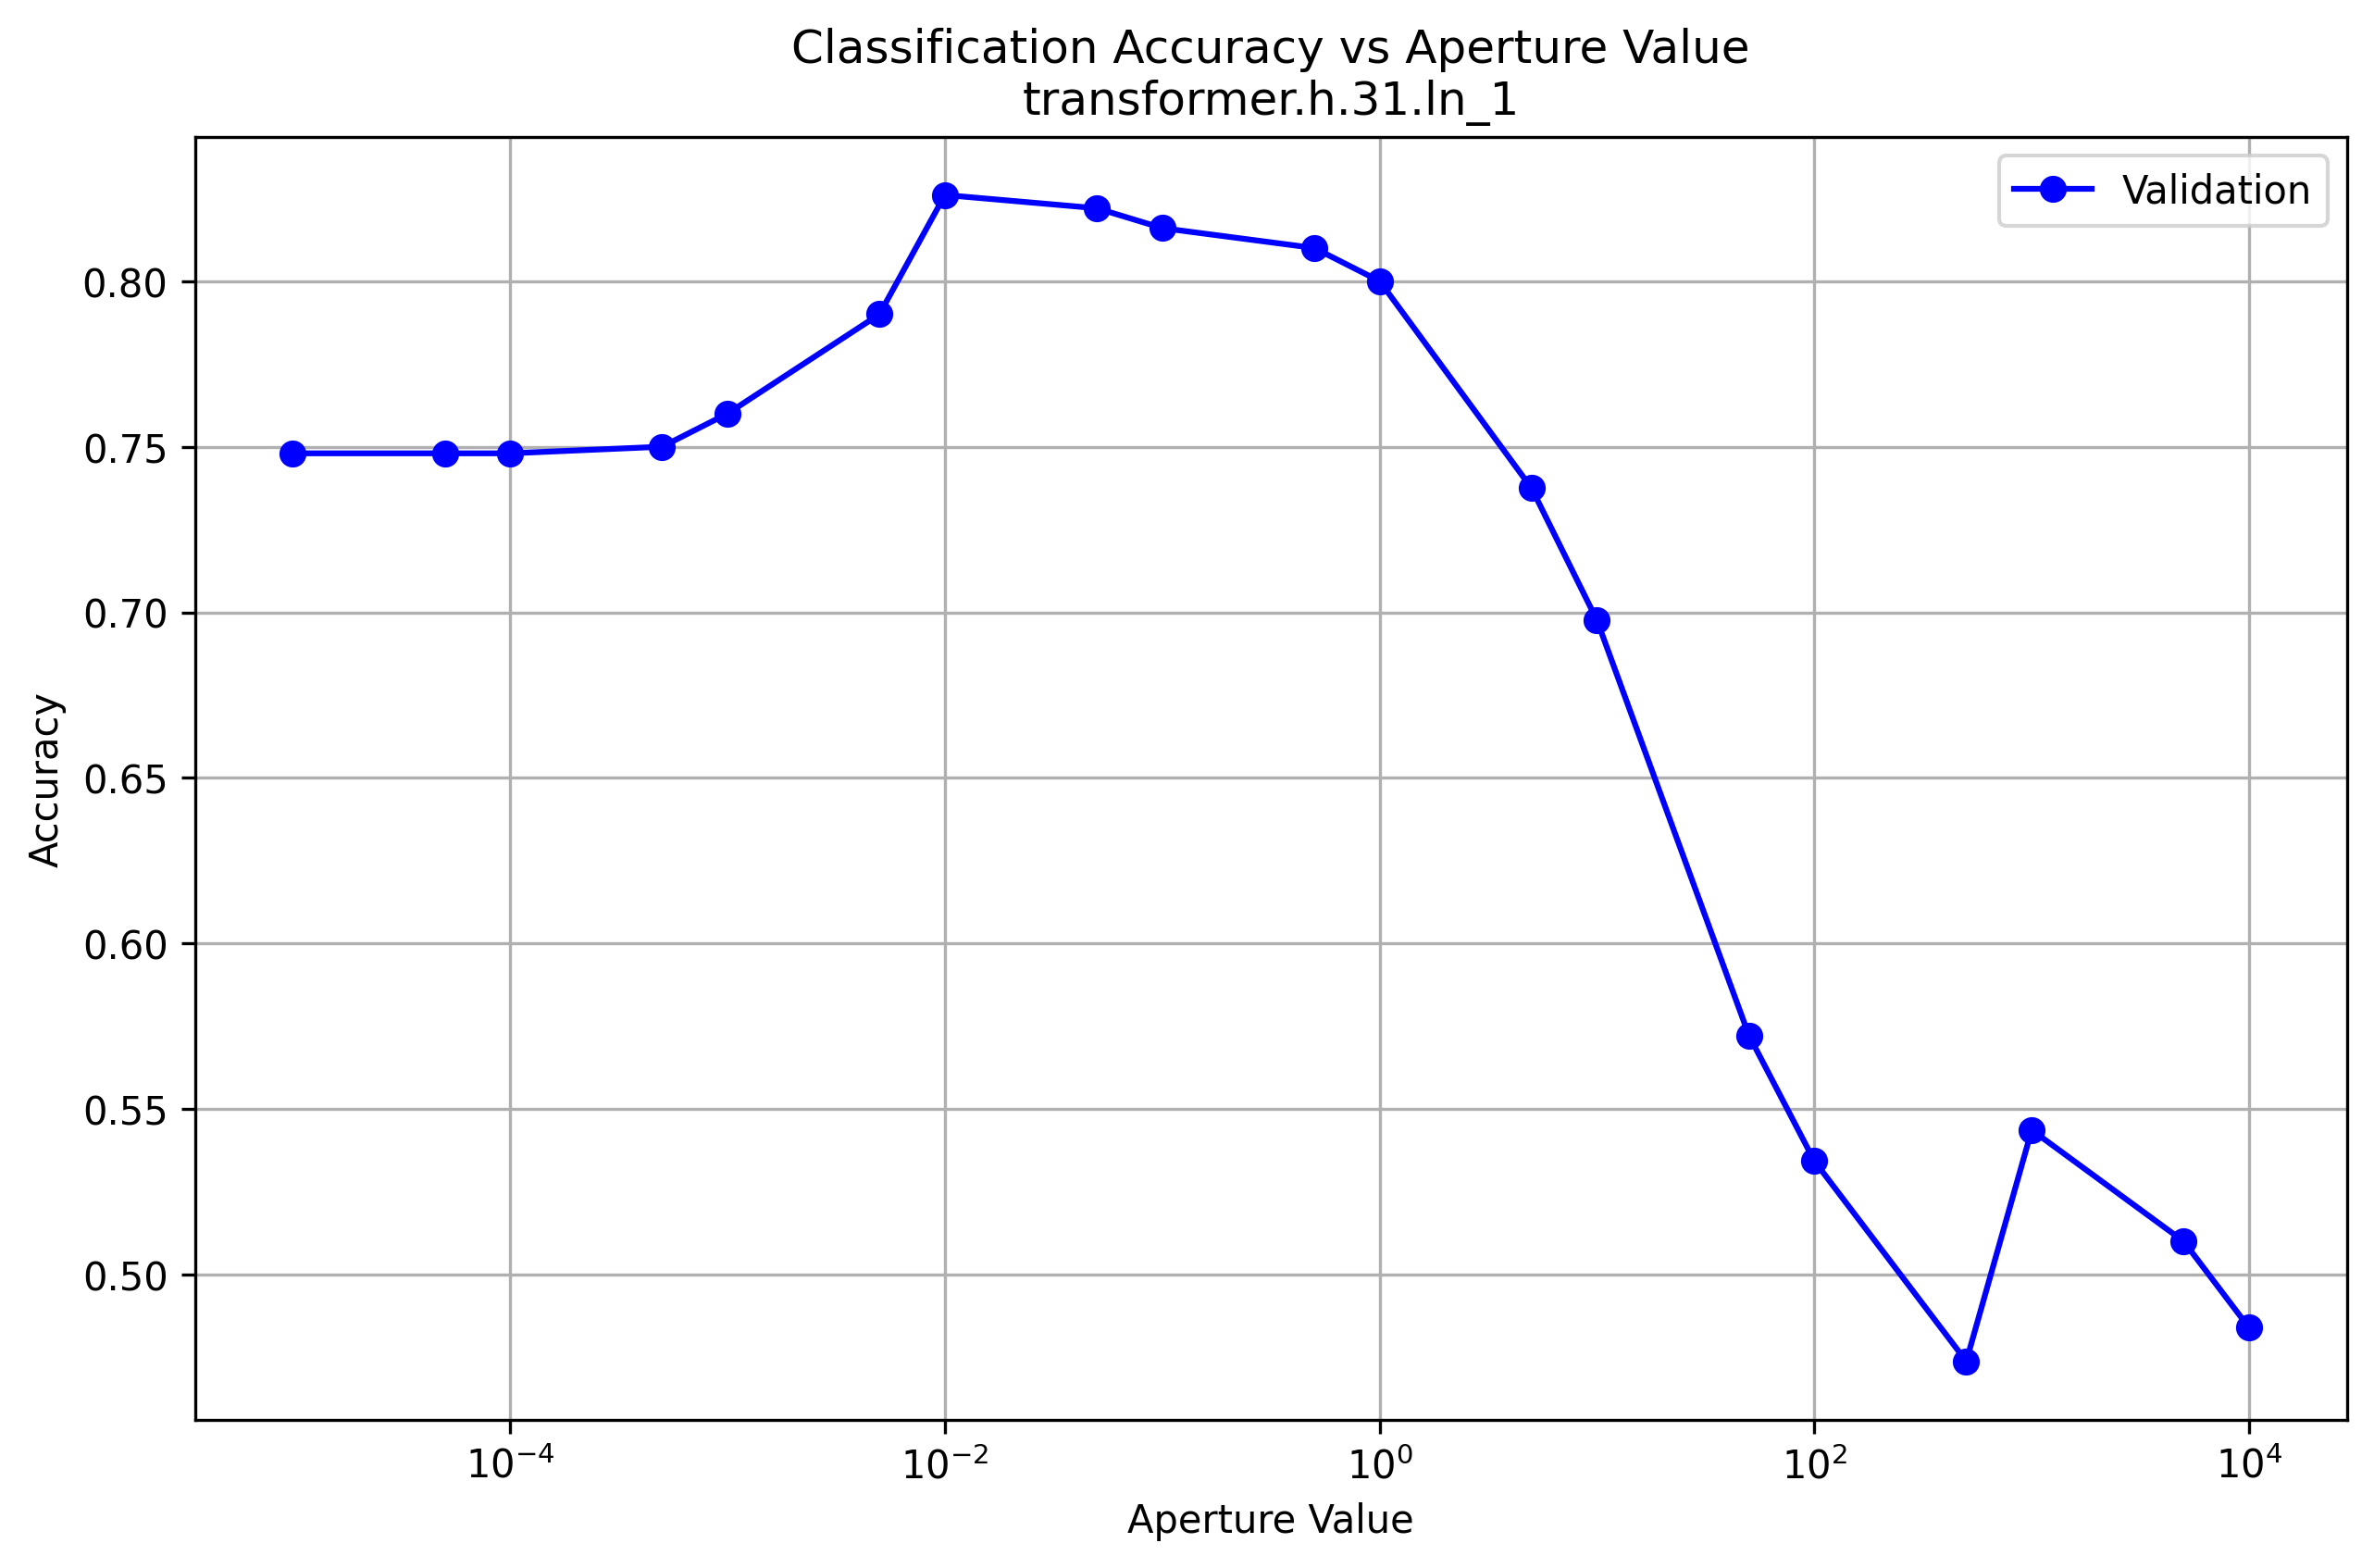 Classification Accuracy vs Aperture Value
transformer.h.31.ln_1
Validation
0.80
0.75
0.70
0.65
0.60
0.55
0.50
Accuracy
10⁻⁴
10⁻²
10⁰
10²
10⁴
Aperture Value